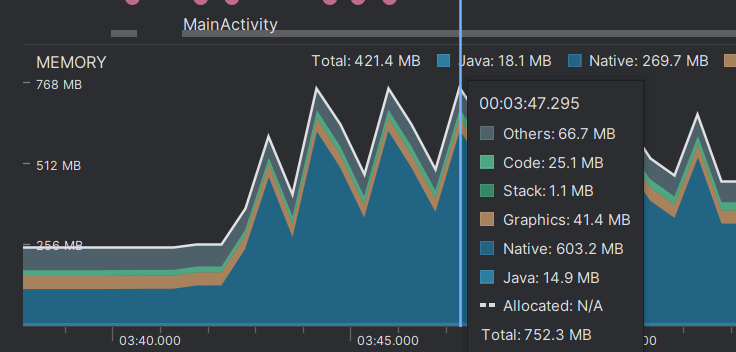 MainActivity
MEMORY
Total: 421.4 MB Java: 18.1 MB Native: 269.7 MB
768 MB
512 MB
256 MB
00:03:47.295
Others: 66.7 MB
Code: 25.1 MB
Stack: 1.1 MB
Graphics: 41.4 MB
Native: 603.2 MB
Java: 14.9 MB
Allocated: N/A
Total: 752.3 MB
03:40.000 03:45.000 00